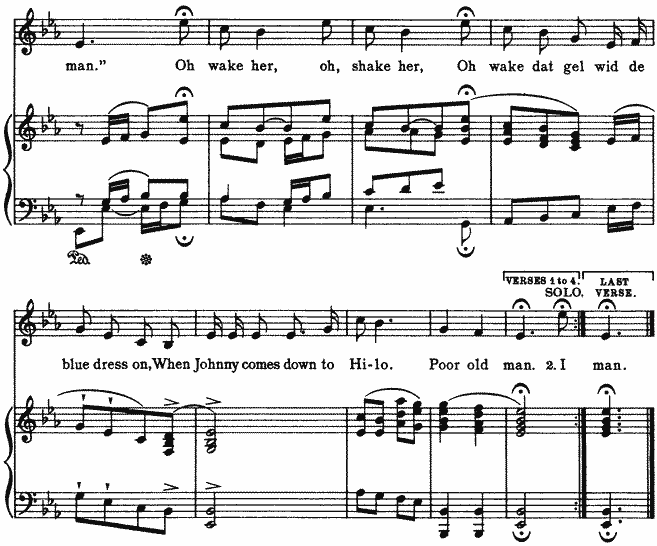 man.” Oh wake her, oh, shake her, Oh wake dat gel wid de
Ped. *
VERSES 1 to 4. LAST
SOLO. VERSE.
blue dress on, When Johnny comes down to Hi-lo. Poor old man. 2. I man.